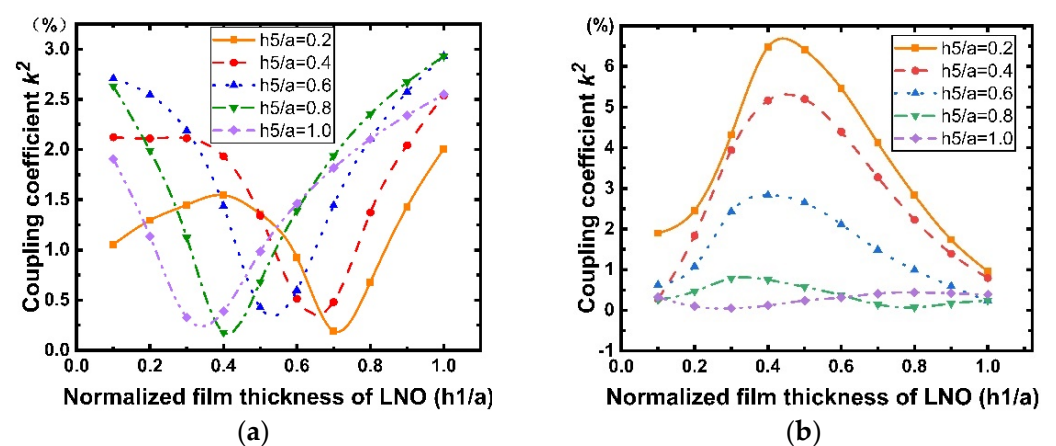 (%)
3.0
2.5
2.0
1.5
1.0
0.5
0.0
Coupling coefficient k²
h5/a=0.2
h5/a=0.4
h5/a=0.6
h5/a=0.8
h5/a=1.0
0.0 0.2 0.4 0.6 0.8 1.0
Normalized film thickness of LNO (h1/a)
(a)
(%)
6
5
4
3
2
1
0
-1
Coupling coefficient k²
h5/a=0.2
h5/a=0.4
h5/a=0.6
h5/a=0.8
h5/a=1.0
0.0 0.2 0.4 0.6 0.8 1.0
Normalized film thickness of LNO (h1/a)
(b)